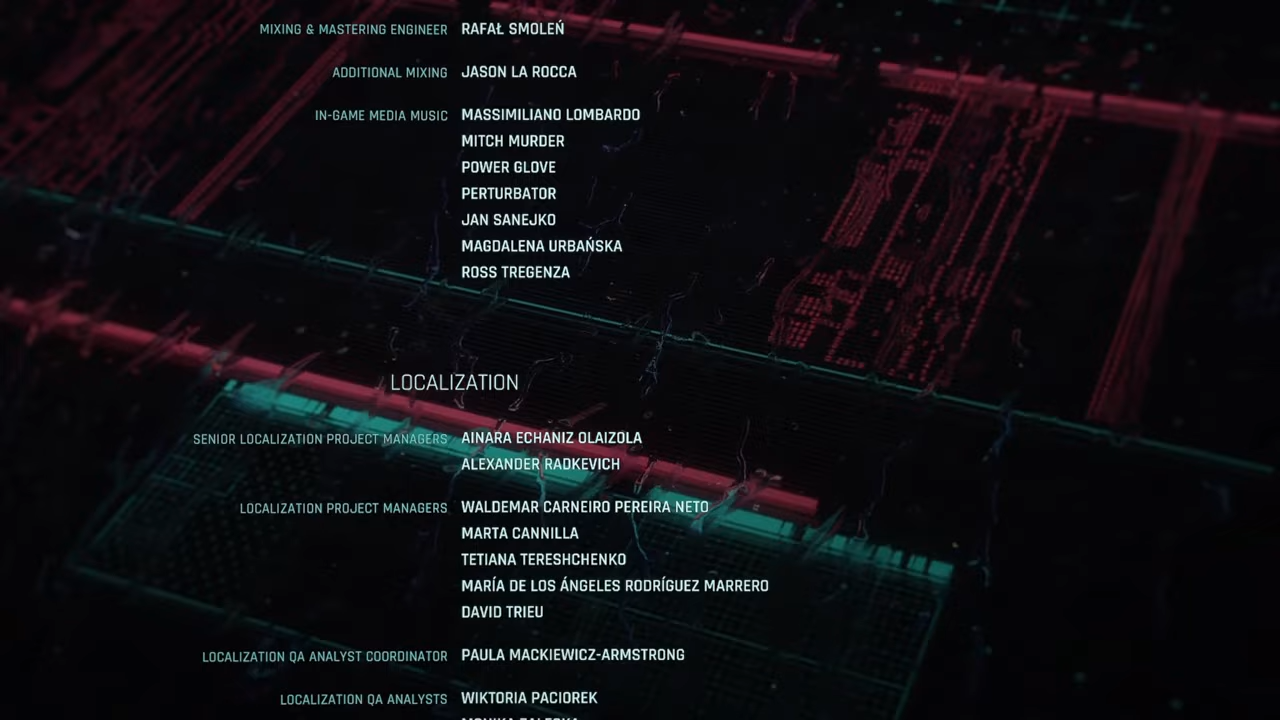 MIXING & MASTERING ENGINEER RAFAŁ SMOLEŃ
ADDITIONAL MIXING JASON LA ROCCA
IN-GAME MEDIA MUSIC MASSIMILIANO LOMBARDO
MITCH MURDER
POWER GLOVE
PERTURBATOR
JAN SANEJKO
MAGDALENA URBAŃSKA
ROSS TREGENZA
LOCALIZATION
SENIOR LOCALIZATION PROJECT MANAGERS AINARA ECHANIZ OLAIZOLA
ALEXANDER RADKEVICH
LOCALIZATION PROJECT MANAGERS WALDEMAR CARNEIRO PEREIRA NETO
MARTA CANNILLA
TETIANA TERESHCHENKO
MARÍA DE LOS ÁNGELES RODRÍGUEZ MARRERO
DAVID TRIEU
LOCALIZATION QA ANALYST COORDINATOR PAULA MACKIEWICZ-ARMSTRONG
LOCALIZATION QA ANALYSTS WIKTORIA PACIOREK